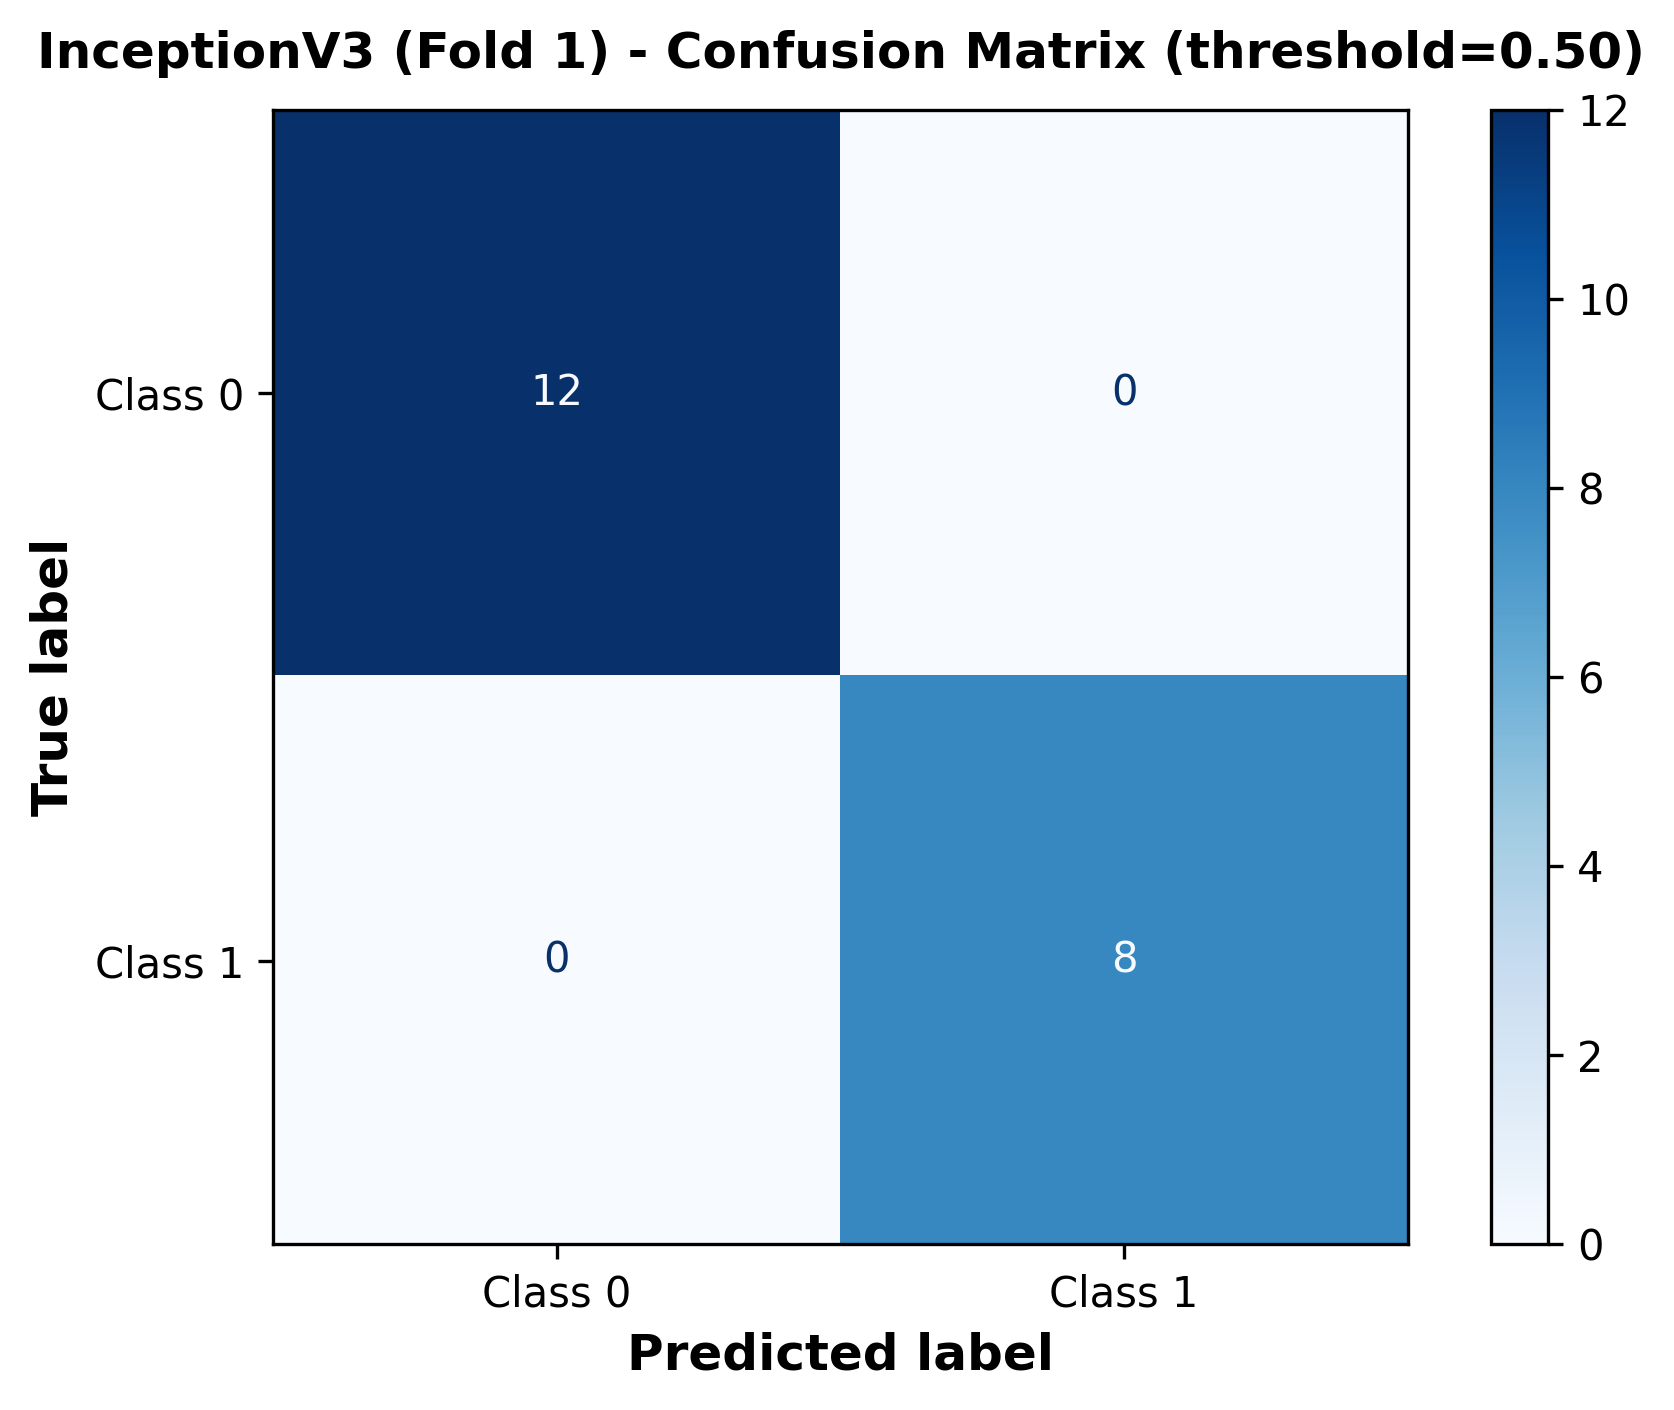 InceptionV3 (Fold 1) - Confusion Matrix (threshold=0.50)
True label
Class 0
Class 1
12
0
0
8
Class 0
Class 1
Predicted label
12
10
8
6
4
2
0